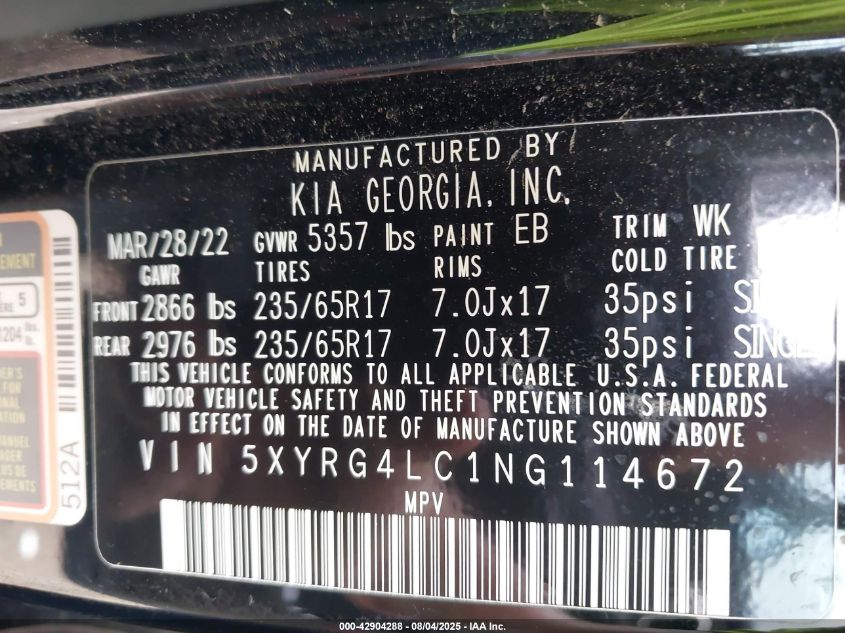 MANUFACTURED BY
KIA GEORGIA, INC.
MAR/28/22 GVWR 5357 lbs PAINT EB TRIM WK
GAWR TIRES RIMS COLD TIRE
FRONT 2866 lbs 235/65R17 7.0Jx17 35psi
REAR 2976 lbs 235/65R17 7.0Jx17 35psi
THIS VEHICLE CONFORMS TO ALL APPLICABLE U.S.A. FEDERAL
MOTOR VEHICLE SAFETY AND THEFT PREVENTION STANDARDS
IN EFFECT ON THE DATE OF MANUFACTURE SHOWN ABOVE
VIN 5XYRG4LC1NG114672
MPV
5
1204 lbs.
512A
000-42904288 - 08/04/2025 - IAA Inc.